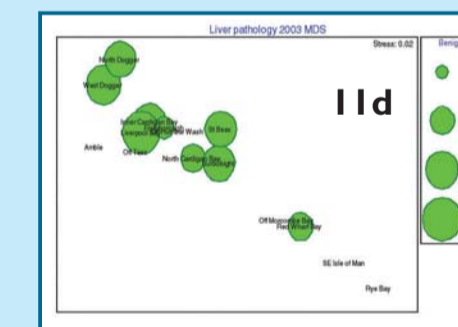 Liver pathology 2003 MDS
Stress: 0.02
Benig
North Dogger
West Dogger
11d
Inner Cardigan Bay
Liverpool Bay
Wash
St Bees
Amble
Off Tees
North Cardigan Bay
Off Morecambe Bay
Red Wharf Bay
SE Isle of Man
Rye Bay